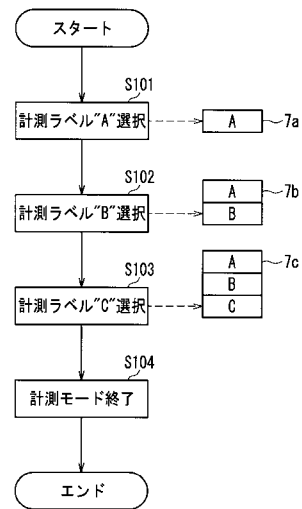 スタート
S101
計測ラベル"A"選択
A
7a
S102
計測ラベル"B"選択
A
B
7b
S103
計測ラベル"C"選択
A
B
C
7c
S104
計測モード終了
エンド